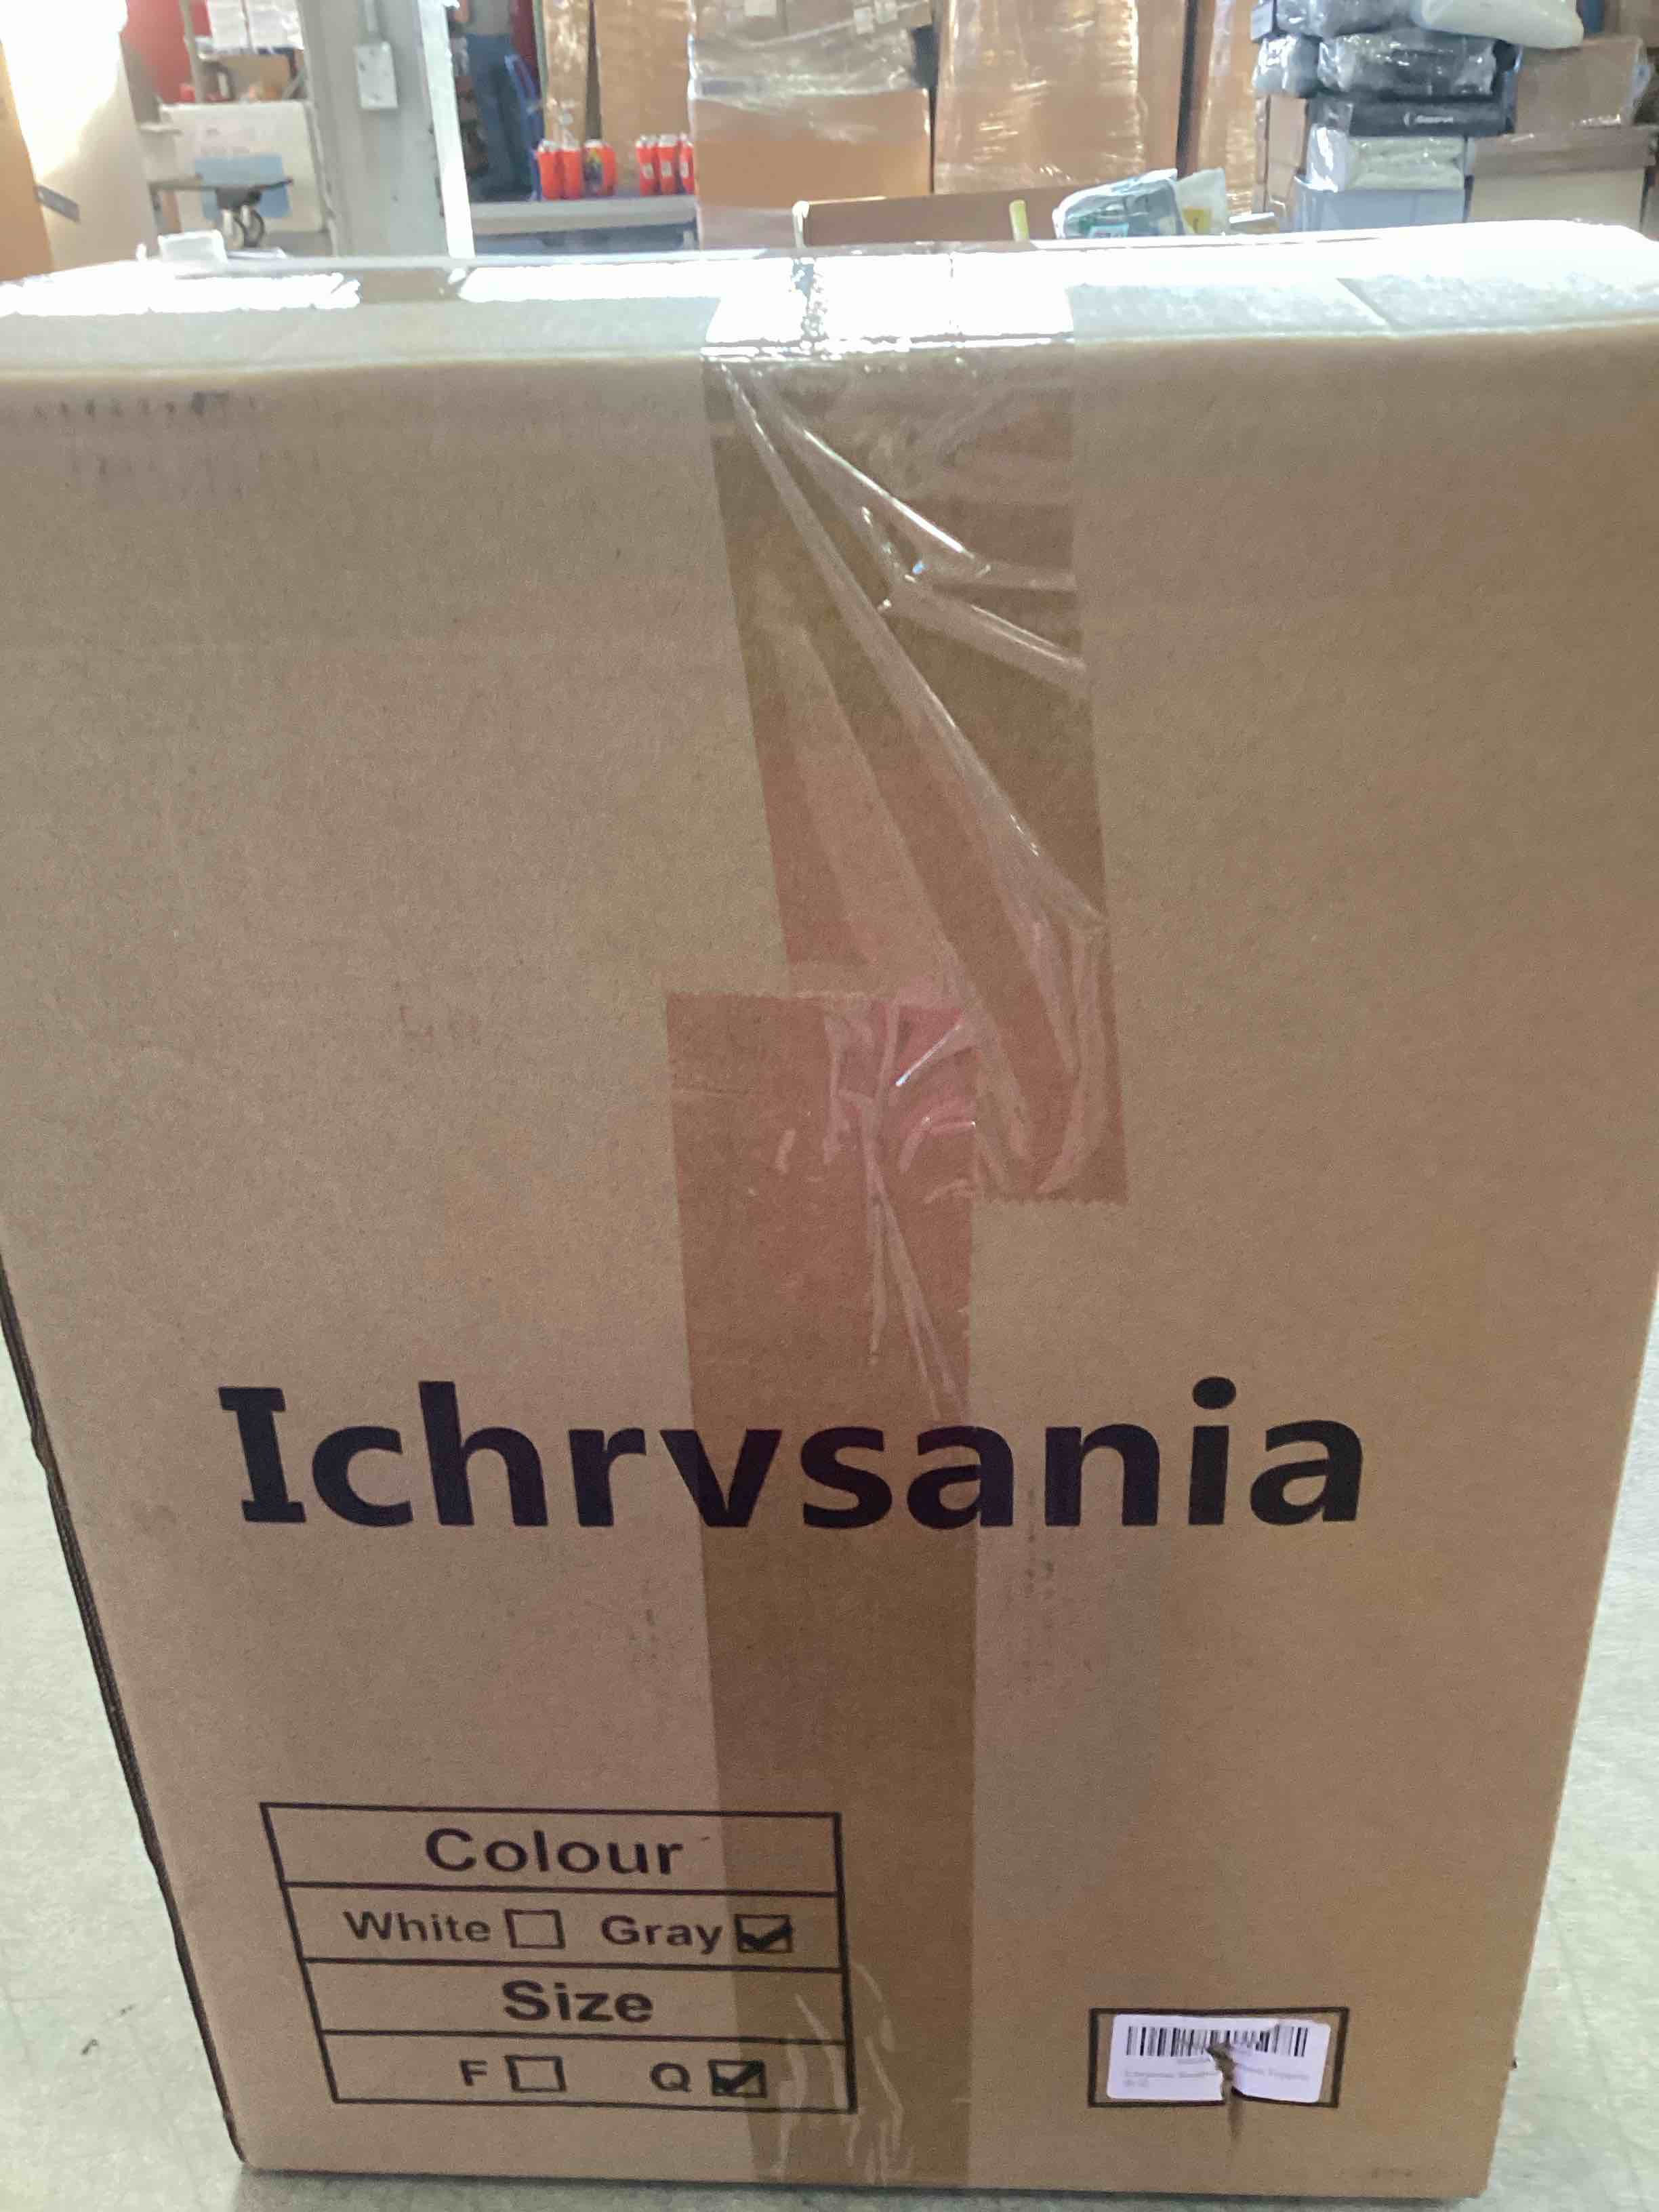 Ichrvsania
Colour
White Gray
Size
F Q